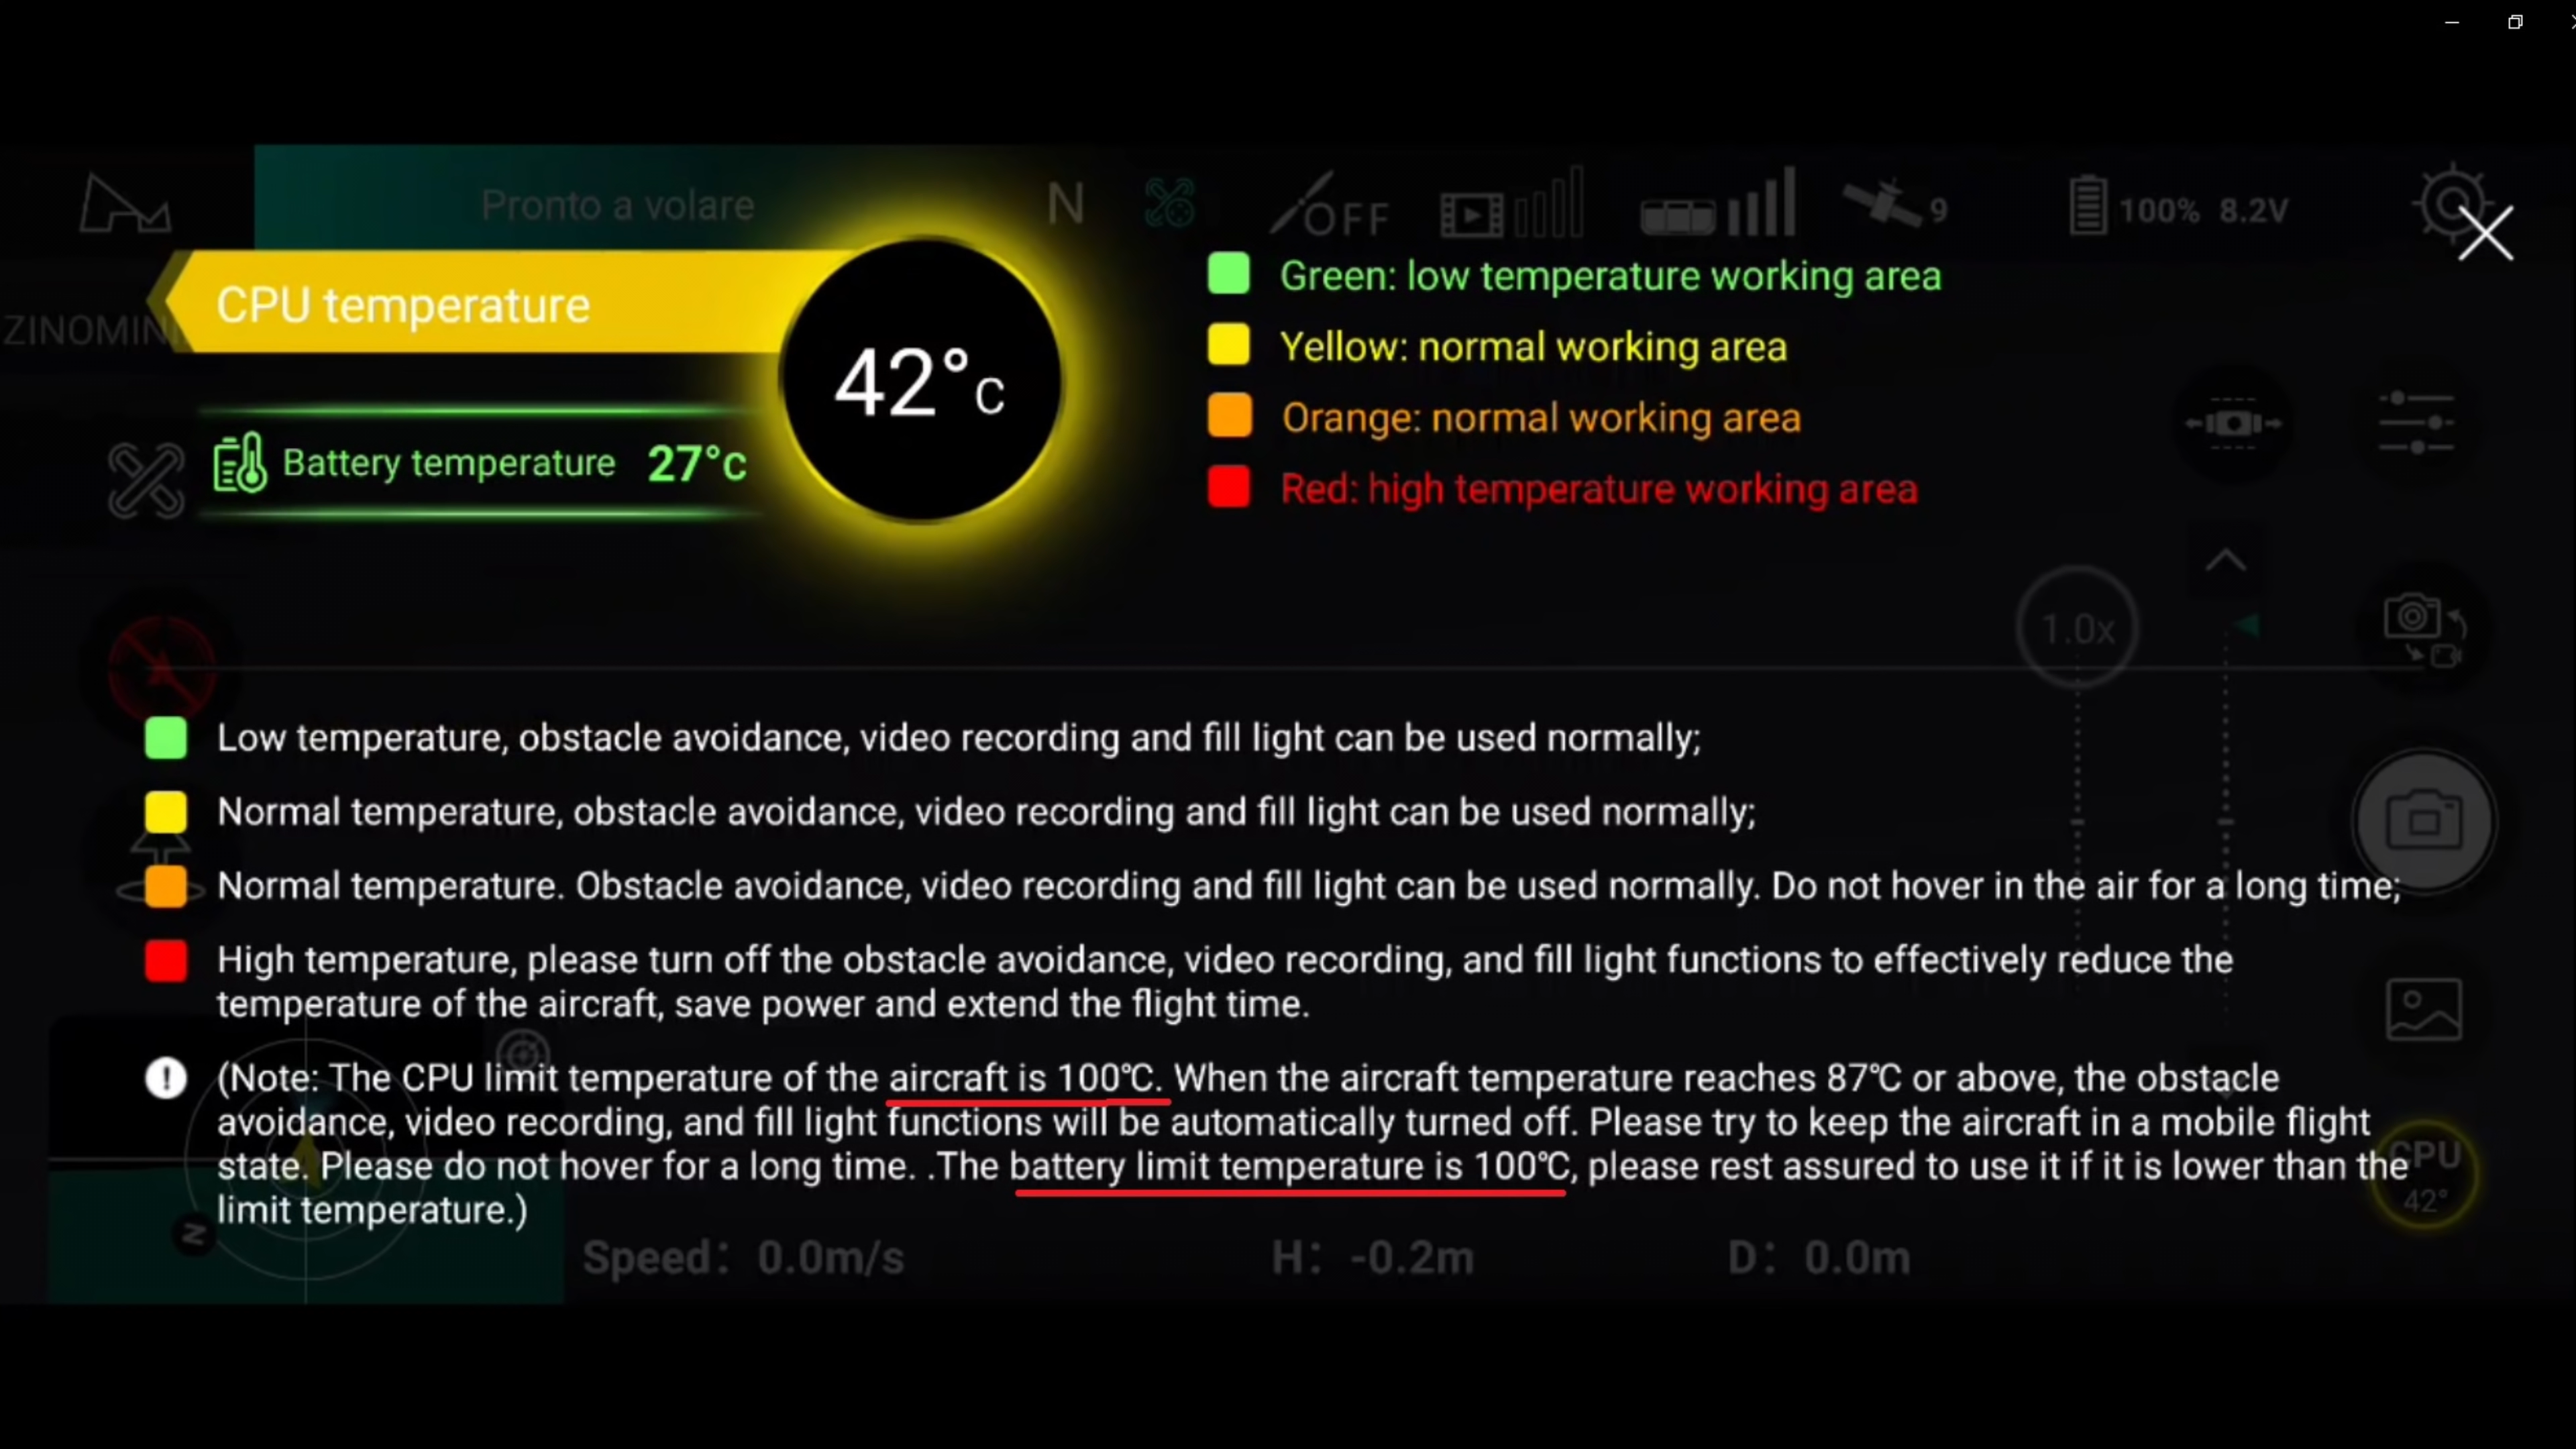 Pronto a volare
N
OFF
9
100% 8.2V
CPU temperature
ZINOMINI
42°C
Battery temperature 27°C
Green: low temperature working area
Yellow: normal working area
Orange: normal working area
Red: high temperature working area
1.0x
Low temperature, obstacle avoidance, video recording and fill light can be used normally;
Normal temperature, obstacle avoidance, video recording and fill light can be used normally;
Normal temperature. Obstacle avoidance, video recording and fill light can be used normally. Do not hover in the air for a long time;
High temperature, please turn off the obstacle avoidance, video recording, and fill light functions to effectively reduce the
temperature of the aircraft, save power and extend the flight time.
(Note: The CPU limit temperature of the aircraft is 100℃. When the aircraft temperature reaches 87℃ or above, the obstacle
avoidance, video recording, and fill light functions will be automatically turned off. Please try to keep the aircraft in a mobile flight
state. Please do not hover for a long time. .The battery limit temperature is 100℃, please rest assured to use it if it is lower than the
limit temperature.)
CPU
42°
N
Speed: 0.0m/s
H: -0.2m
D: 0.0m